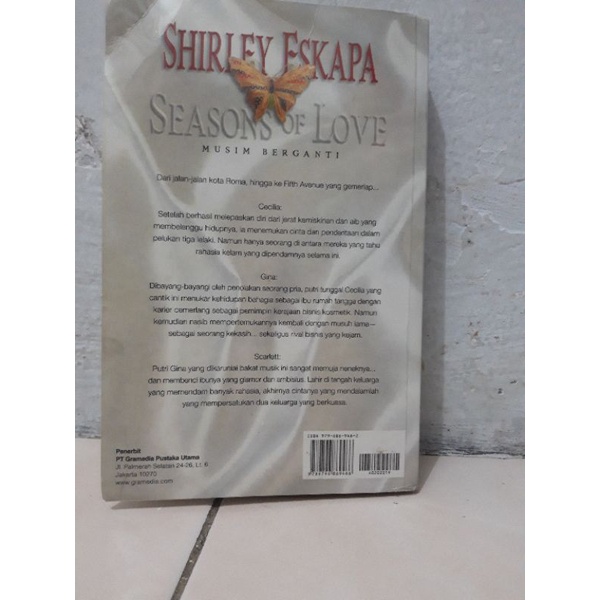 SHIRLEY ESKAPA
SEASONS OF LOVE
MUSIM BERGANTI
Dari jalan-jalan kota Roma, hingga ke Fifth Avenue yang gemerlap...
Cecilia:
Setelah berhasil melepaskan diri dari jerat kemiskinan dan aib yang
membelenggu hidupnya, ia menemukan cinta dan penderitaan dalam
pelukan tiga lelaki. Namun hanya seorang di antara mereka yang tahu
rahasia kelam yang dipendamnya selama ini.
Gina:
Dibayang-bayangi oleh penolakan seorang pria, putri tunggal Cecilia yang
cantik ini menukar kehidupan bahagia sebagai ibu rumah tangga dengan
karier cemerlang sebagai pemimpin kerajaan bisnis kosmetik. Namun
kemudian nasib mempertemukannya kembali dengan musuh lama—
sebagai seorang kekasih... sekaligus rival bisnis yang kejam.
Scarlett:
Putri Gina yang dikaruniai bakat musik ini sangat memuja neneknya...
dan membenci ibunya yang glamor dan ambisius. Lahir di tengah keluarga
yang memendam banyak rahasia, akhirnya cintanya yang mendalamlah
yang mempersatukan dua keluarga yang berkuasa.
Penerbit
PT Gramedia Pustaka Utama
Jl. Palmerah Selatan 24-26, Lt. 6
Jakarta 10270
www.gramedia.com
ISBN 979-686-968-2